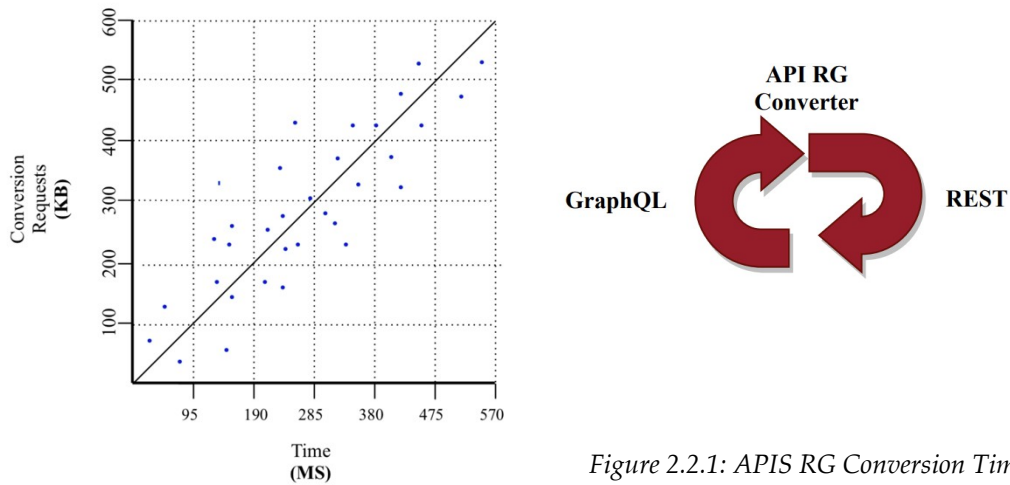 600
500
400
300
200
100
Conversion
Requests
(KB)
95 190 285 380 475 570
Time
(MS)
API RG
Converter
GraphQL
REST
Figure 2.2.1: APIS RG Conversion Tim